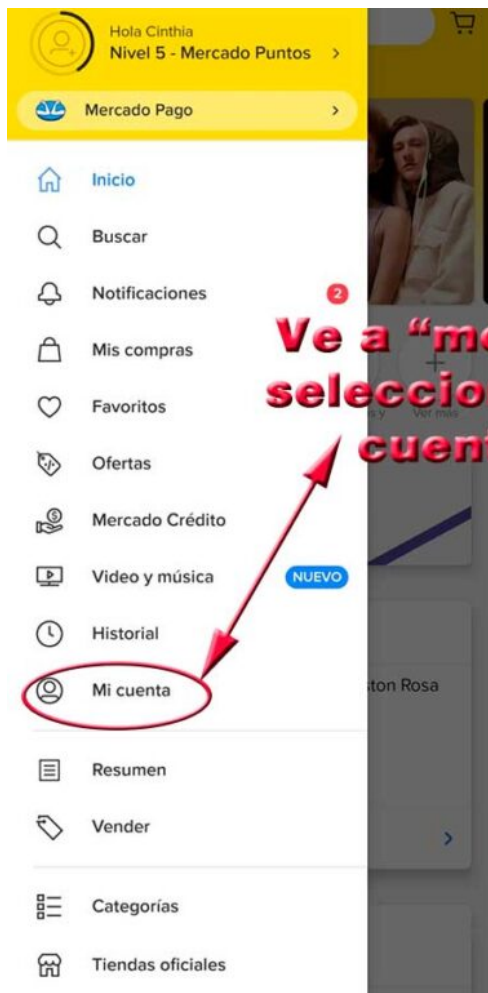 Hola Cinthia
Nivel 5 - Mercado Puntos
Mercado Pago
Inicio
Buscar
Notificaciones 2
Mis compras
Favoritos
Ofertas
Mercado Crédito
Video y música NUEVO
Historial
Mi cuenta
Resumen
Vender
Categorías
Tiendas oficiales
Ve a “me
seleccio
cuent
s y Ver más
ston Rosa